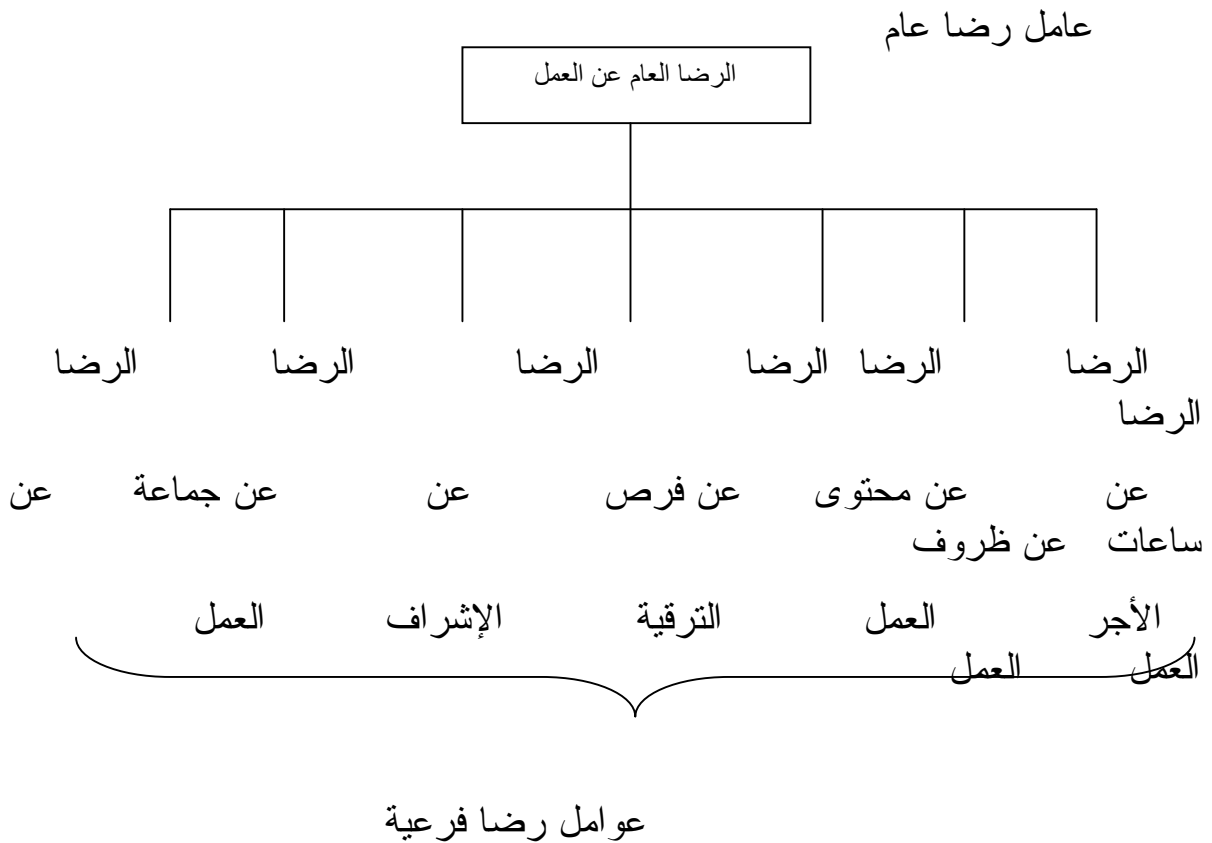 عامل رضا عام
الرضا العام عن العمل
الرضا الرضا الرضا الرضا الرضا الرضا
الرضا
عن عن محتوى عن فرص عن عن جماعة عن
ساعات عن ظروف
الأجر العمل الترقية الإشراف العمل
العمل العمل
عوامل رضا فرعية